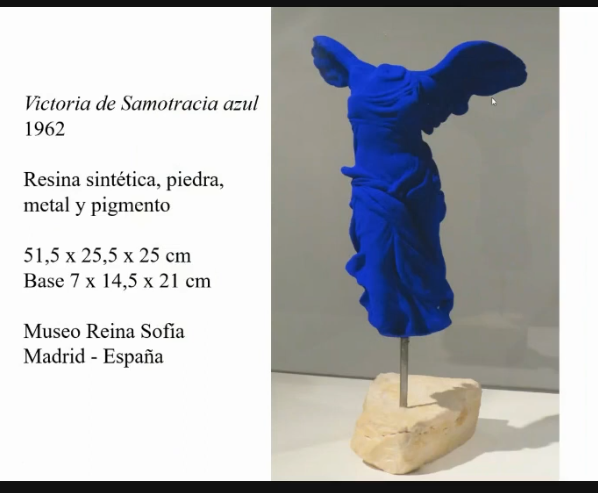 Victoria de Samotracia azul
1962
Resina sintética, piedra,
metal y pigmento
51,5 x 25,5 x 25 cm
Base 7 x 14,5 x 21 cm
Museo Reina Sofía
Madrid - España